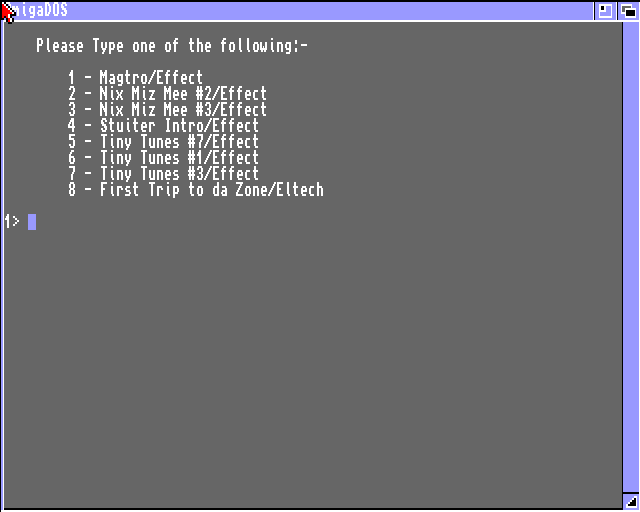 AmigaDOS
Please Type one of the following:-
1 - Magtro/Effect
2 - Nix Miz Mee #2/Effect
3 - Nix Miz Mee #3/Effect
4 - Stuiter Intro/Effect
5 - Tiny Tunes #7/Effect
6 - Tiny Tunes #1/Effect
7 - Tiny Tunes #3/Effect
8 - First Trip to da Zone/Eltech
1>